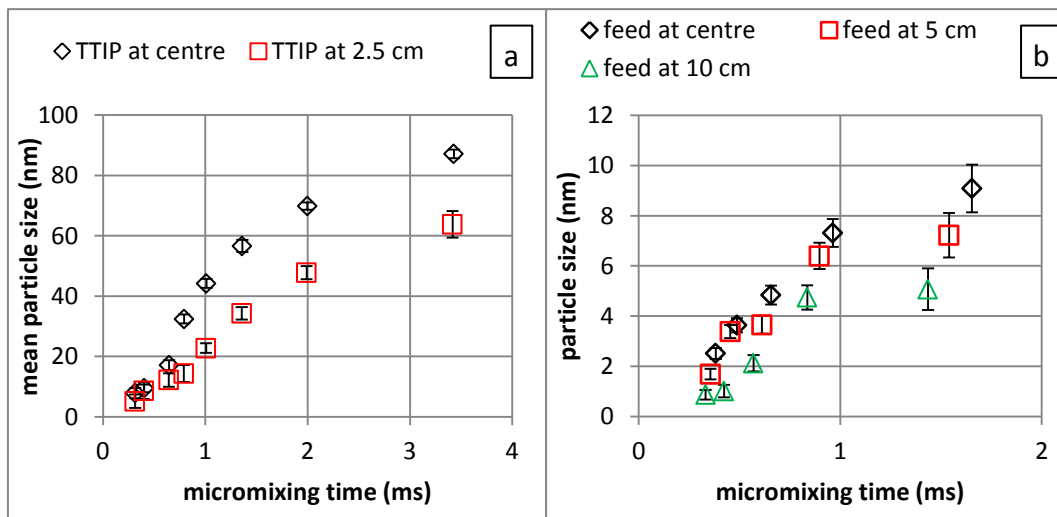 TTIP at centre TTIP at 2.5 cm
a
mean particle size (nm)
100
80
60
40
20
0
0 1 2 3 4
micromixing time (ms)
feed at centre feed at 5 cm
feed at 10 cm
b
particle size (nm)
12
10
8
6
4
2
0
0 1 2
micromixing time (ms)